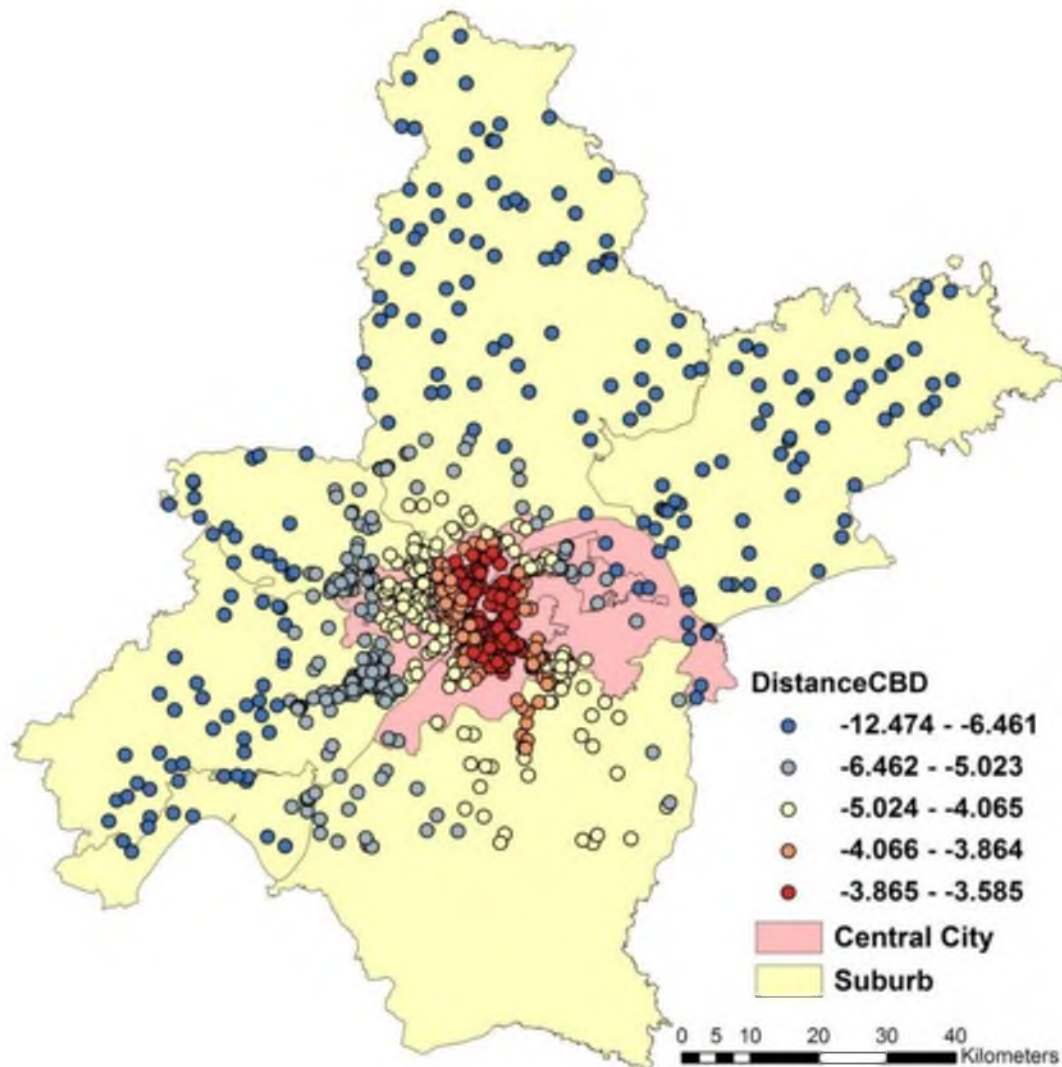 DistanceCBD
-12.474 - -6.461
-6.462 - -5.023
-5.024 - -4.065
-4.066 - -3.864
-3.865 - -3.585
Central City
Suburb
0 5 10 20 30 40
Kilometers